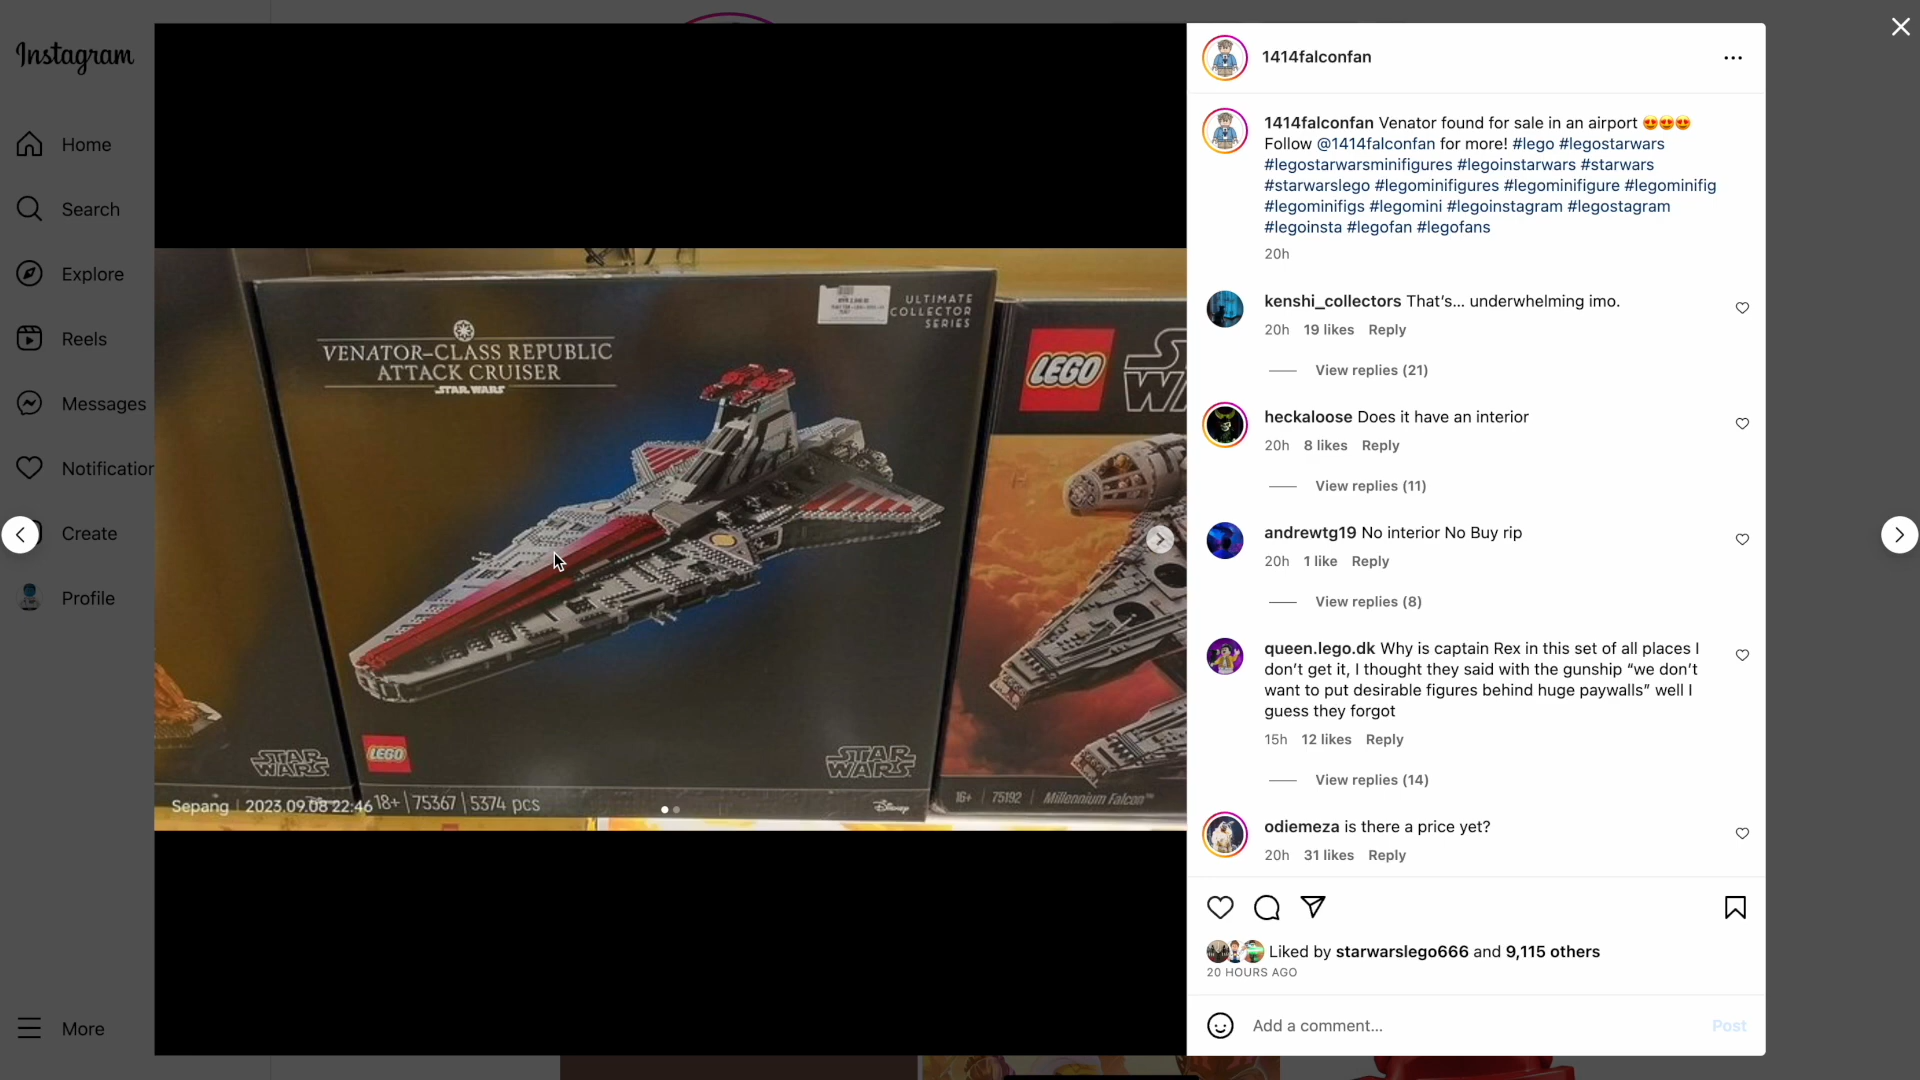 Instagram
Home
Search
Explore
Reels
Messages
Notification
Create
Profile
More
VENATOR-CLASS REPUBLIC
ATTACK CRUISER
STAR WARS
ULTIMATE
COLLECTOR
SERIES
LEGO
STAR
WARS
STAR
WARS
LEGO
18+ | 75367 | 5374 pcs
Disney
16+ | 75192 | Millennium Falcon™
Sepang | 2023.09.08 22:46
1414falconfan
1414falconfan Venator found for sale in an airport 😍😍😍
Follow @1414falconfan for more! #lego #legostarwars
#legostarwarsminifigures #legoinstarwars #starwars
#starwarslego #legominifigures #legominifigure #legominifig
#legominifigs #legomini #legoinstagram #legostagram
#legoinsta #legofan #legofans
20h
kenshi_collectors That’s... underwhelming imo.
20h 19 likes Reply
View replies (21)
heckaloose Does it have an interior
20h 8 likes Reply
View replies (11)
andrewtg19 No interior No Buy rip
20h 1 like Reply
View replies (8)
queen.lego.dk Why is captain Rex in this set of all places I
don’t get it, I thought they said with the gunship “we don’t
want to put desirable figures behind huge paywalls” well I
guess they forgot
15h 12 likes Reply
View replies (14)
odiemeza is there a price yet?
20h 31 likes Reply
Liked by starwarslego666 and 9,115 others
20 HOURS AGO
Add a comment...
Post